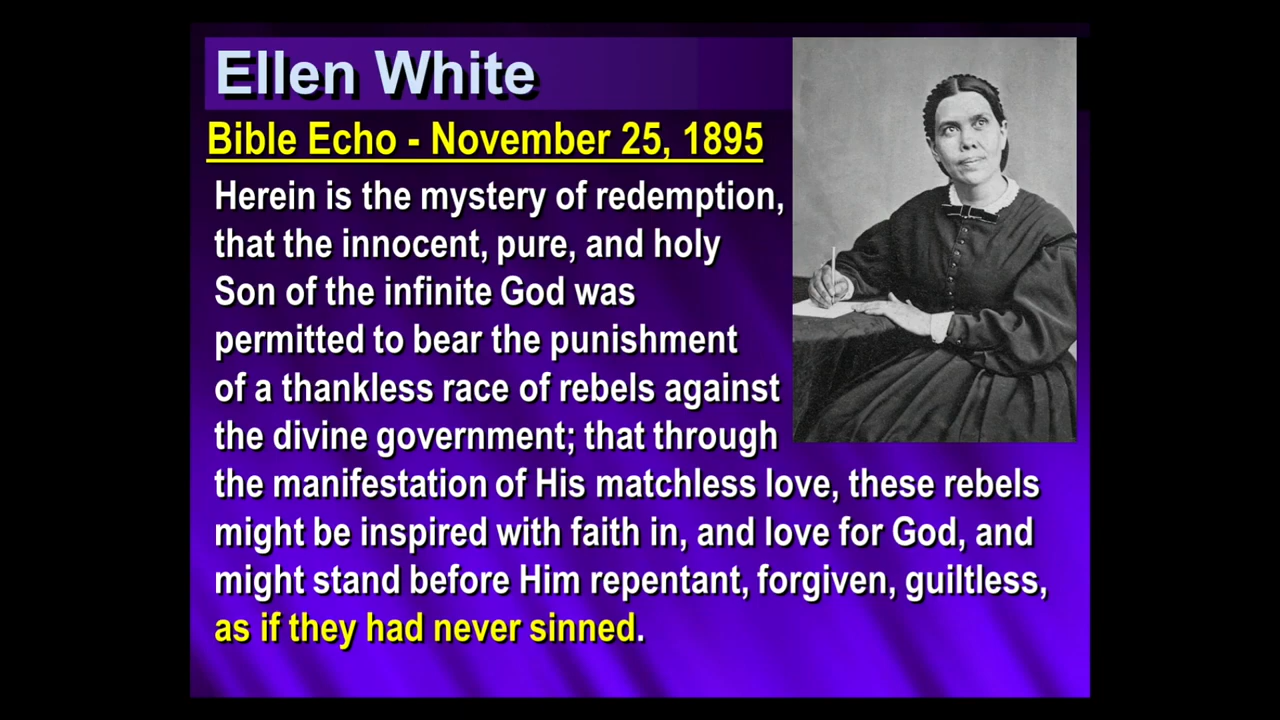 Ellen White
Bible Echo - November 25, 1895
Herein is the mystery of redemption,
that the innocent, pure, and holy
Son of the infinite God was
permitted to bear the punishment
of a thankless race of rebels against
the divine government; that through
the manifestation of His matchless love, these rebels
might be inspired with faith in, and love for God, and
might stand before Him repentant, forgiven, guiltless,
as if they had never sinned.